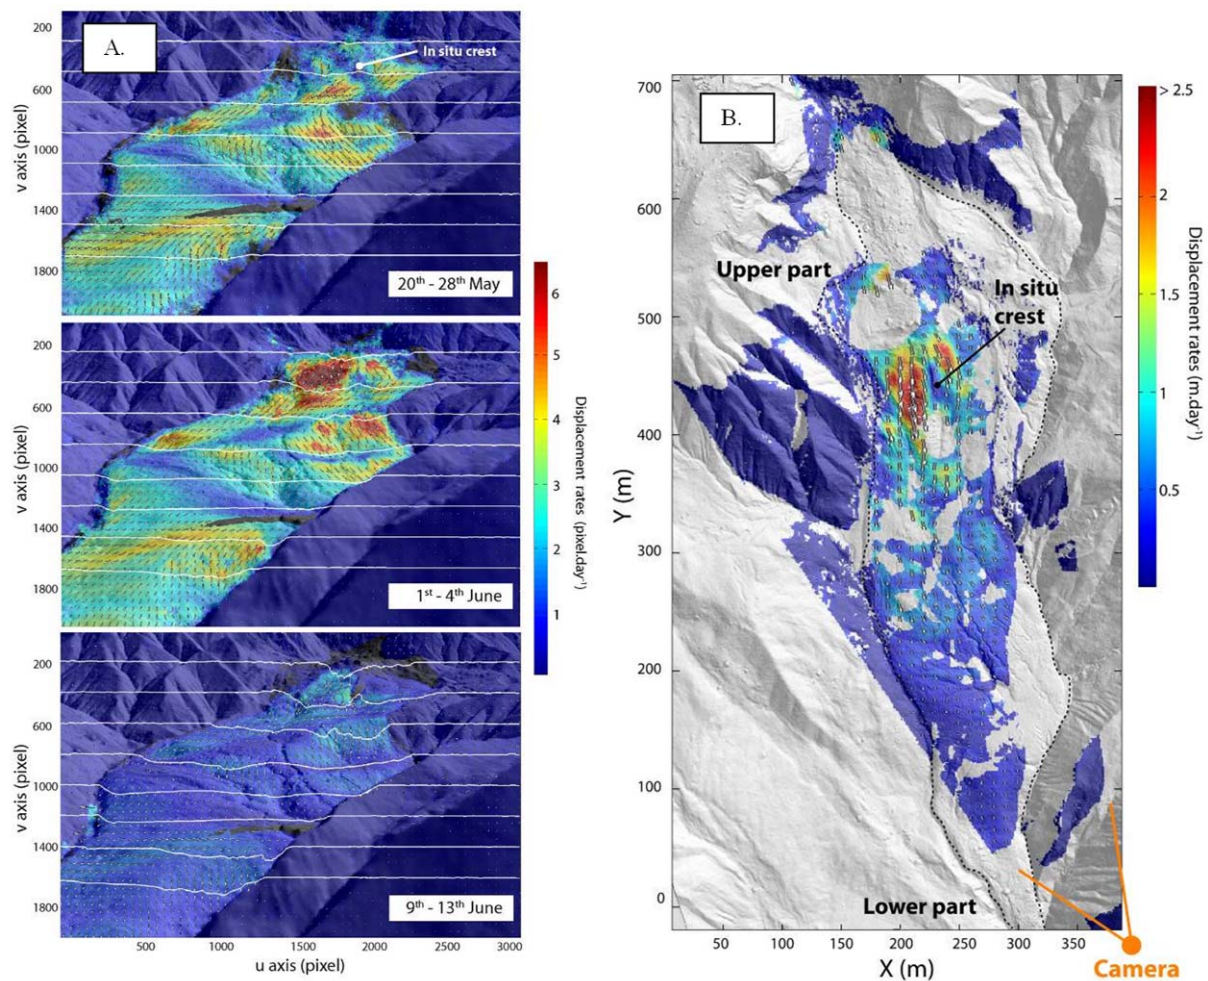 A.
In situ crest
200
600
1000
1400
1800
v axis (pixel)
20th - 28th May
200
600
1000
1400
1800
v axis (pixel)
1st - 4th June
200
600
1000
1400
1800
v axis (pixel)
9th - 13th June
500
1000
1500
2000
2500
3000
u axis (pixel)
6
5
4
3
2
1
Displacement rates (pixel.day-1)
B.
700
600
500
400
300
200
100
0
Y (m)
Upper part
In situ
crest
Lower part
50
100
150
200
250
300
350
X (m)
Camera
> 2.5
2
1.5
1
0.5
Displacement rates (m.day-1)